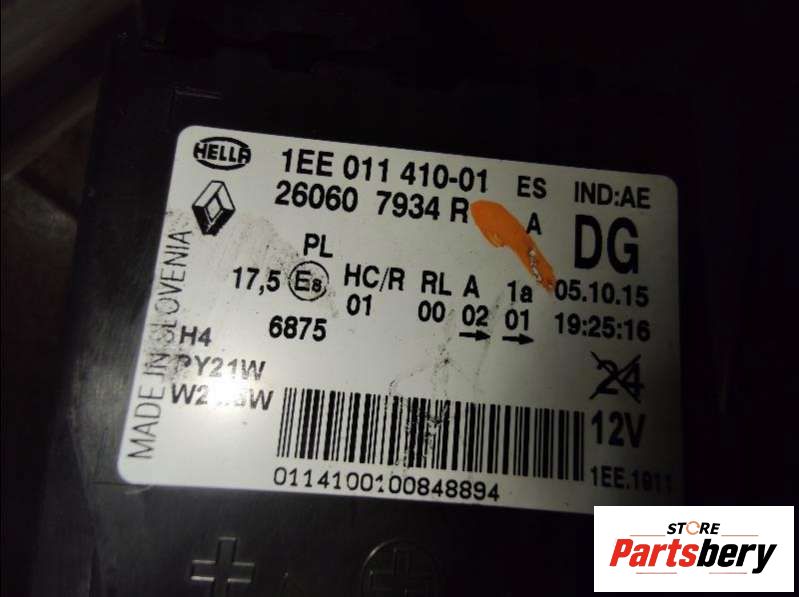 HELLA 1EE 011 410-01 ES IND:AE
26060 7934 R A DG
PL
17,5 E8 HC/R RL A 1a 05.10.15
01 00 02 01 19:25:16
6875
H4
PY21W
24
12V
MADE IN SLOVENIA
0114100100848894
1EE.1911
STORE
Partsbery